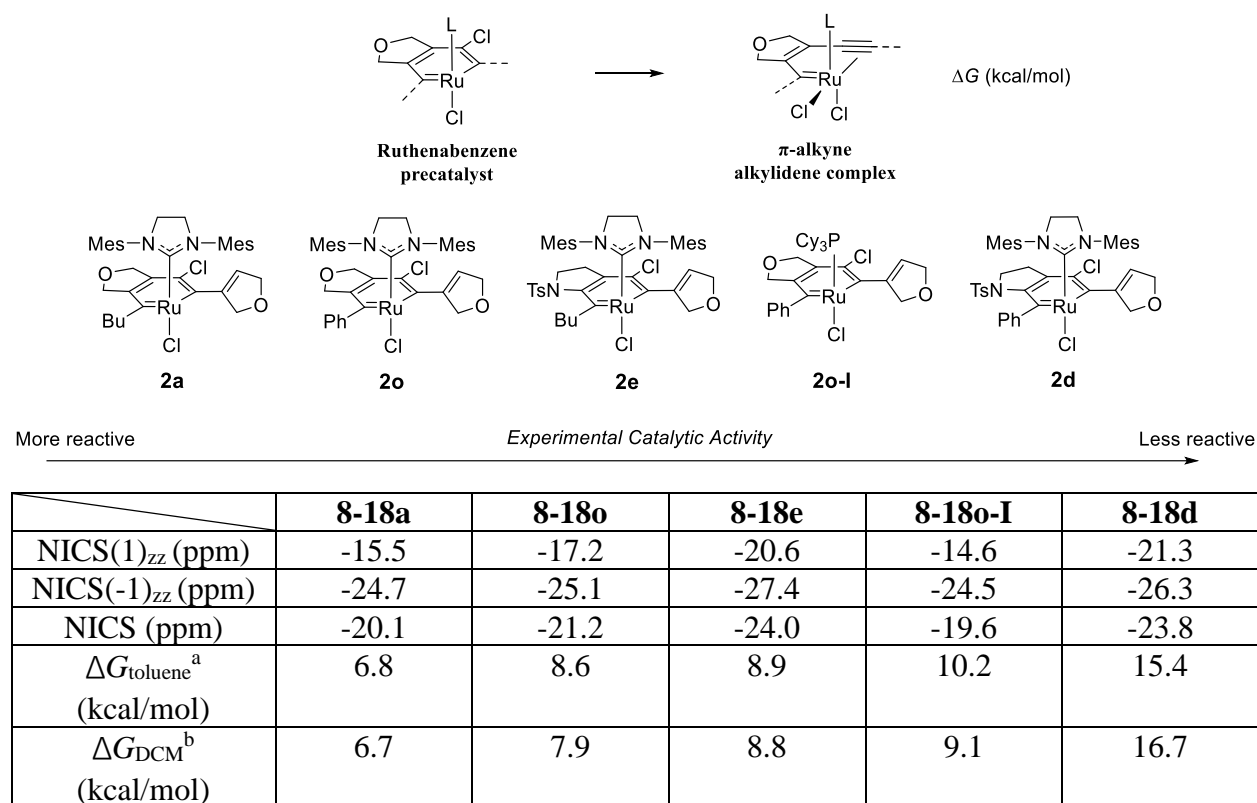 L
Cl
O
Ru
Cl
L
O
Ru
Cl
Cl
ΔG (kcal/mol)
Ruthenabenzene
precatalyst
π-alkyne
alkylidene complex
Mes N N Mes
Cl
O
O
Ru
Bu
Cl
2a
Mes N N Mes
Cl
O
O
Ru
Ph
Cl
2o
Mes N N Mes
Cl
TsN
O
Ru
Bu
Cl
2e
Cy3P
Cl
O
O
Ru
Ph
Cl
2o-I
Mes N N Mes
Cl
TsN
O
Ru
Ph
Cl
2d
More reactive Experimental Catalytic Activity Less reactive
8-18a 8-18o 8-18e 8-18o-I 8-18d
NICS(1)zz (ppm) -15.5 -17.2 -20.6 -14.6 -21.3
NICS(-1)zz (ppm) -24.7 -25.1 -27.4 -24.5 -26.3
NICS (ppm) -20.1 -21.2 -24.0 -19.6 -23.8
ΔGtoluene^a (kcal/mol) 6.8 8.6 8.9 10.2 15.4
ΔGDCM^b (kcal/mol) 6.7 7.9 8.8 9.1 16.7